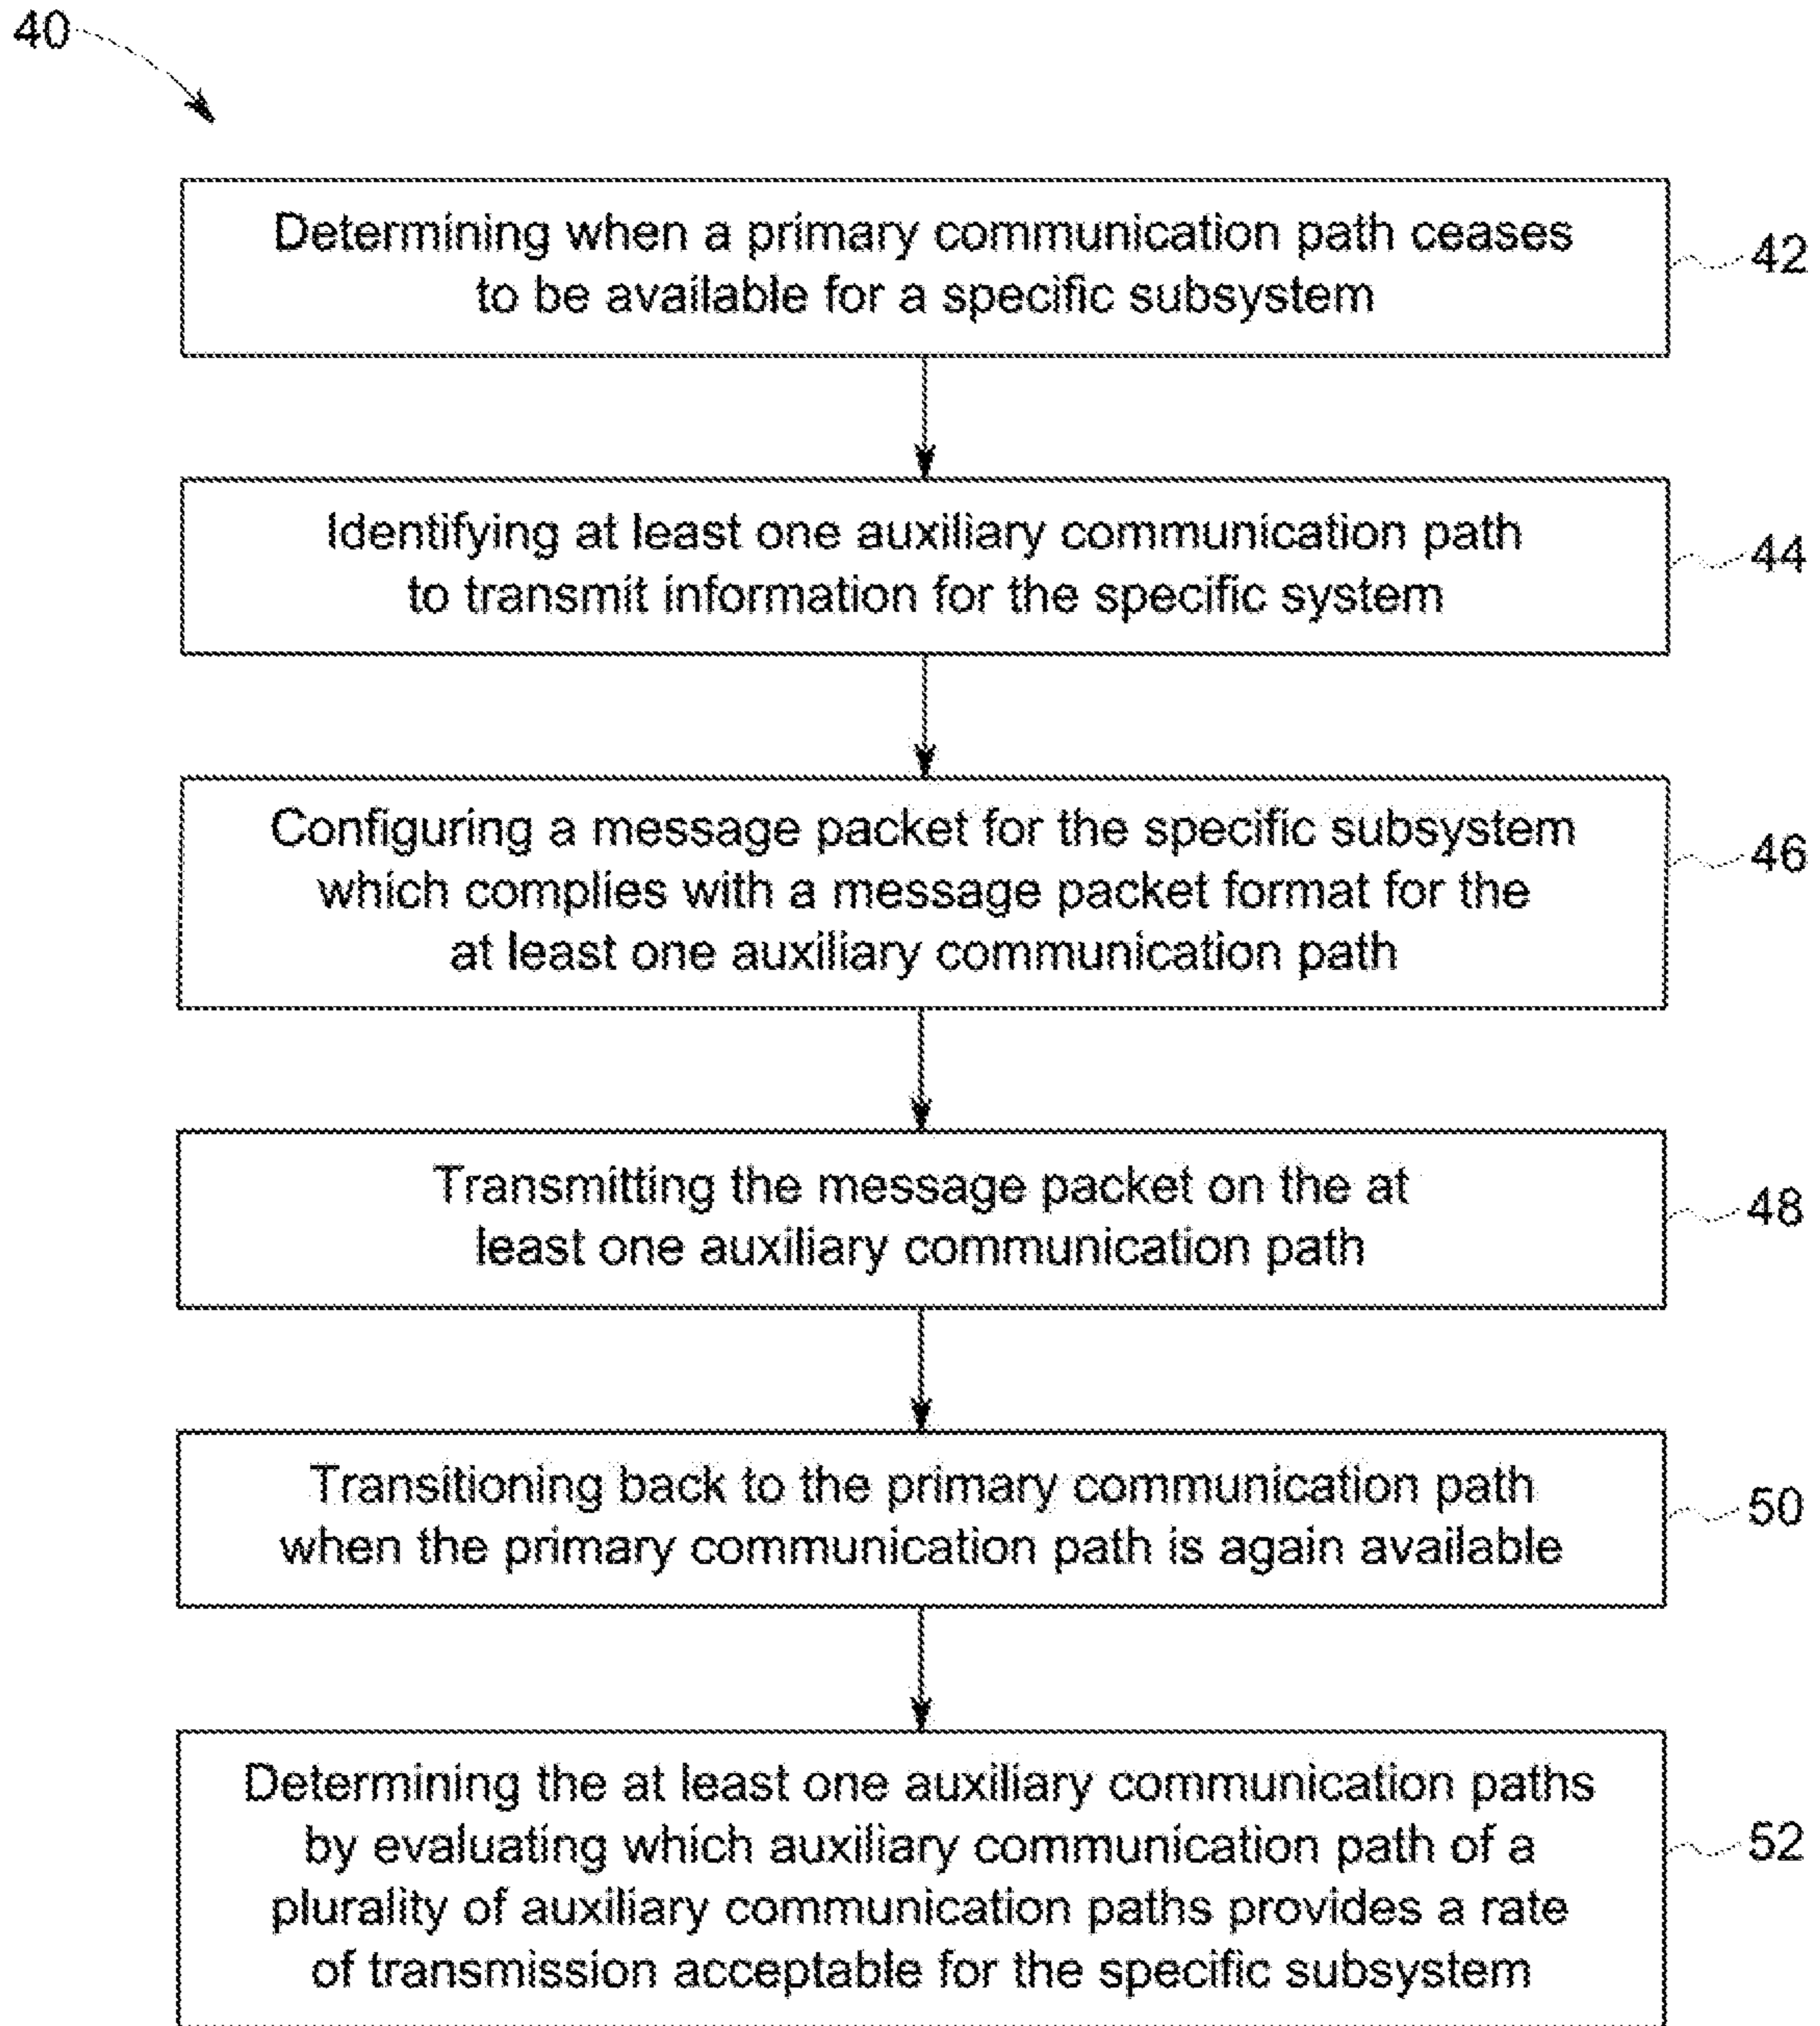 40
Determining when a primary communication path ceases
to be available for a specific subsystem
42
Identifying at least one auxiliary communication path
to transmit information for the specific system
44
Configuring a message packet for the specific subsystem
which complies with a message packet format for the
at least one auxiliary communication path
46
Transmitting the message packet on the at
least one auxiliary communication path
48
Transitioning back to the primary communication path
when the primary communication path is again available
50
Determining the at least one auxiliary communication paths
by evaluating which auxiliary communication path of a
plurality of auxiliary communication paths provides a rate
of transmission acceptable for the specific subsystem
52